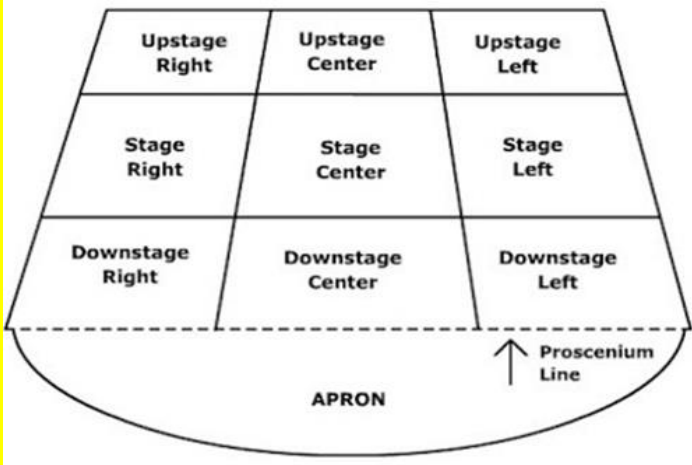 Upstage
Right
Upstage
Center
Upstage
Left
Stage
Right
Stage
Center
Stage
Left
Downstage
Right
Downstage
Center
Downstage
Left
Proscenium
Line
APRON